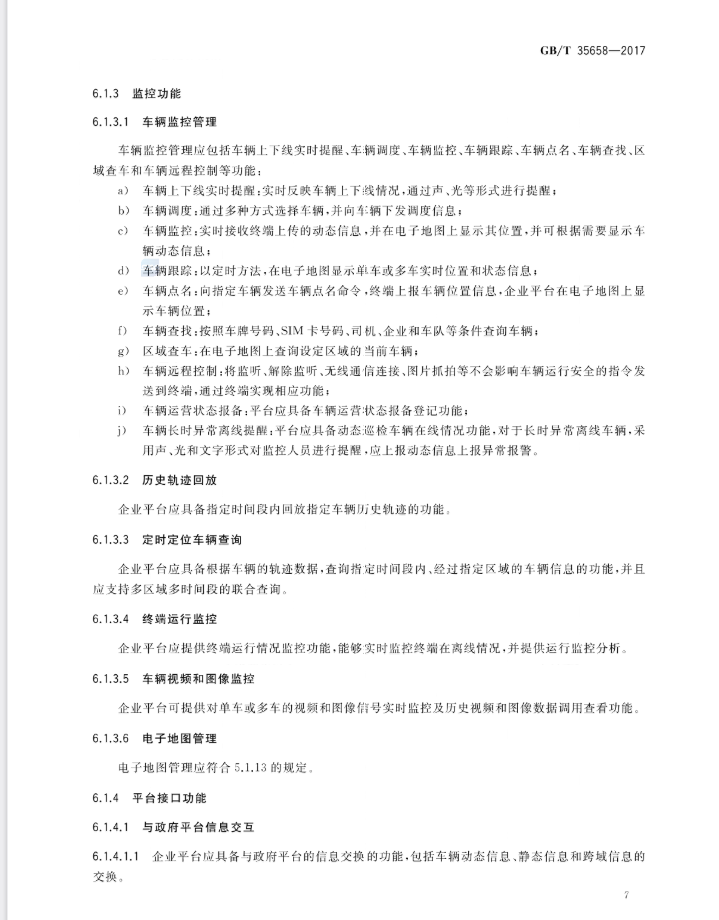 GB/T 35658—2017
6.1.3 监控功能
6.1.3.1 车辆监控管理
车辆监控管理应包括车辆上下线实时提醒、车辆调度、车辆监控、车辆跟踪、车辆点名、车辆查找、区
域查车和车辆远程控制等功能:
a) 车辆上下线实时提醒:实时反映车辆上下线情况,通过声、光等形式进行提醒;
b) 车辆调度:通过多种方式选择车辆,并向车辆下发调度信息;
c) 车辆监控:实时接收终端上传的动态信息,并在电子地图上显示其位置,并可根据需要显示车
辆动态信息;
d) 车辆跟踪:以定时方法,在电子地图显示单车或多车实时位置和状态信息;
e) 车辆点名:向指定车辆发送车辆点名命令,终端上报车辆位置信息,企业平台在电子地图上显
示车辆位置;
f) 车辆查找:按照车牌号码、SIM 卡号码、司机、企业和车队等条件查询车辆;
g) 区域查车:在电子地图上查询设定区域的当前车辆;
h) 车辆远程控制:将监听、解除监听、无线通信连接、图片抓拍等不会影响车辆运行安全的指令发
送到终端,通过终端实现相应功能;
i) 车辆运营状态报备:平台应具备车辆运营状态报备登记功能;
j) 车辆长时异常离线提醒:平台应具备动态巡检车辆在线情况功能,对于长时异常离线车辆,采
用声、光和文字形式对监控人员进行提醒,应上报动态信息上报异常报警。
6.1.3.2 历史轨迹回放
企业平台应具备指定时间段内回放指定车辆历史轨迹的功能。
6.1.3.3 定时定位车辆查询
企业平台应具备根据车辆的轨迹数据,查询指定时间段内、经过指定区域的车辆信息的功能,并且
应支持多区域多时间段的联合查询。
6.1.3.4 终端运行监控
企业平台应提供终端运行情况监控功能,能够实时监控终端在离线情况,并提供运行监控分析。
6.1.3.5 车辆视频和图像监控
企业平台可提供对单车或多车的视频和图像信号实时监控及历史视频和图像数据调用查看功能。
6.1.3.6 电子地图管理
电子地图管理应符合 5.1.13 的规定。
6.1.4 平台接口功能
6.1.4.1 与政府平台信息交互
6.1.4.1.1 企业平台应具备与政府平台的信息交换的功能,包括车辆动态信息、静态信息和跨域信息的
交换。
7